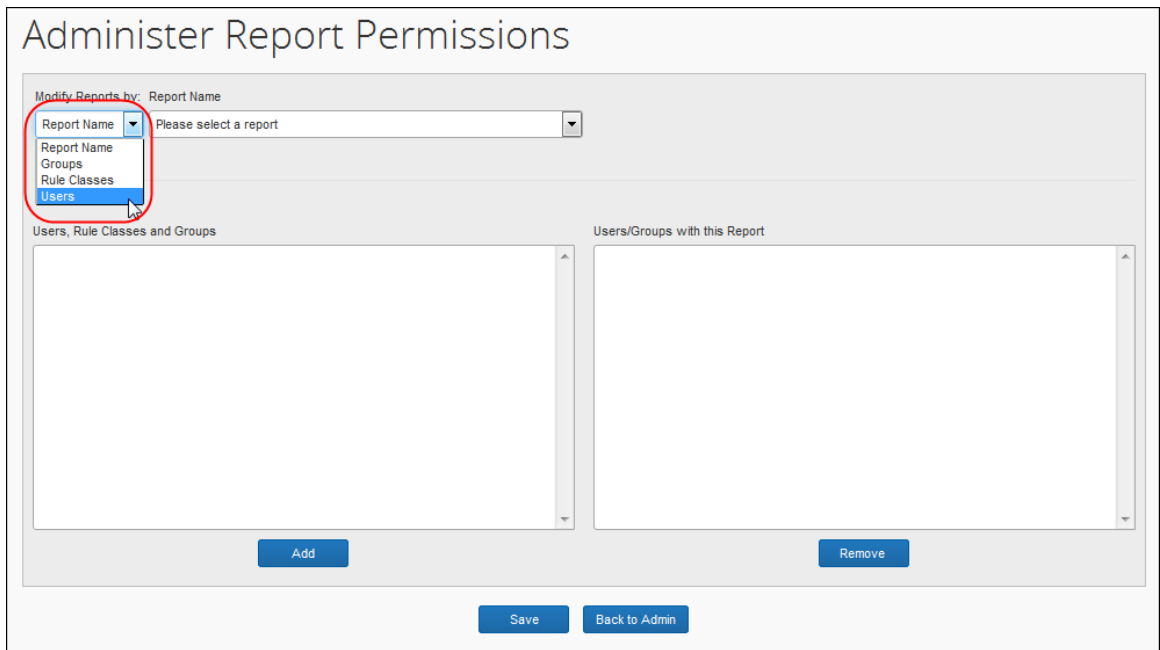 Administer Report Permissions
Modify Reports by: Report Name
Report Name Please select a report
Report Name
Groups
Rule Classes
Users
Users, Rule Classes and Groups Users/Groups with this Report
Add Remove
Save Back to Admin